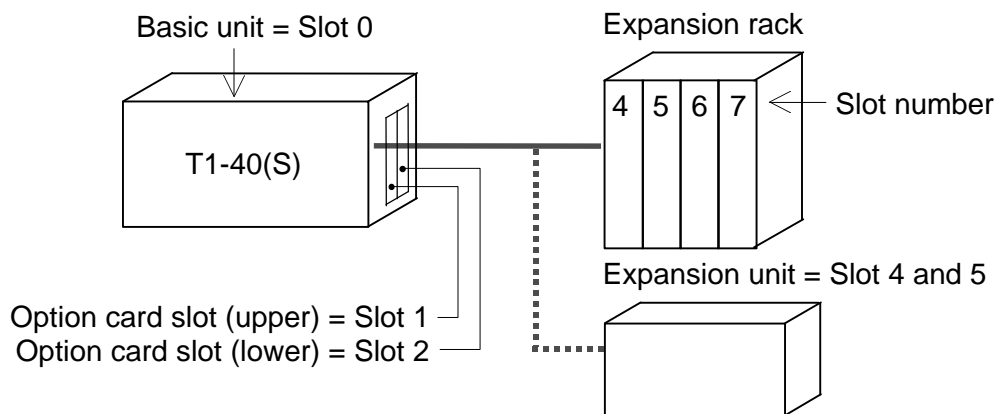 Basic unit = Slot 0
Expansion rack
4 5 6 7
Slot number
T1-40(S)
Expansion unit = Slot 4 and 5
Option card slot (upper) = Slot 1
Option card slot (lower) = Slot 2